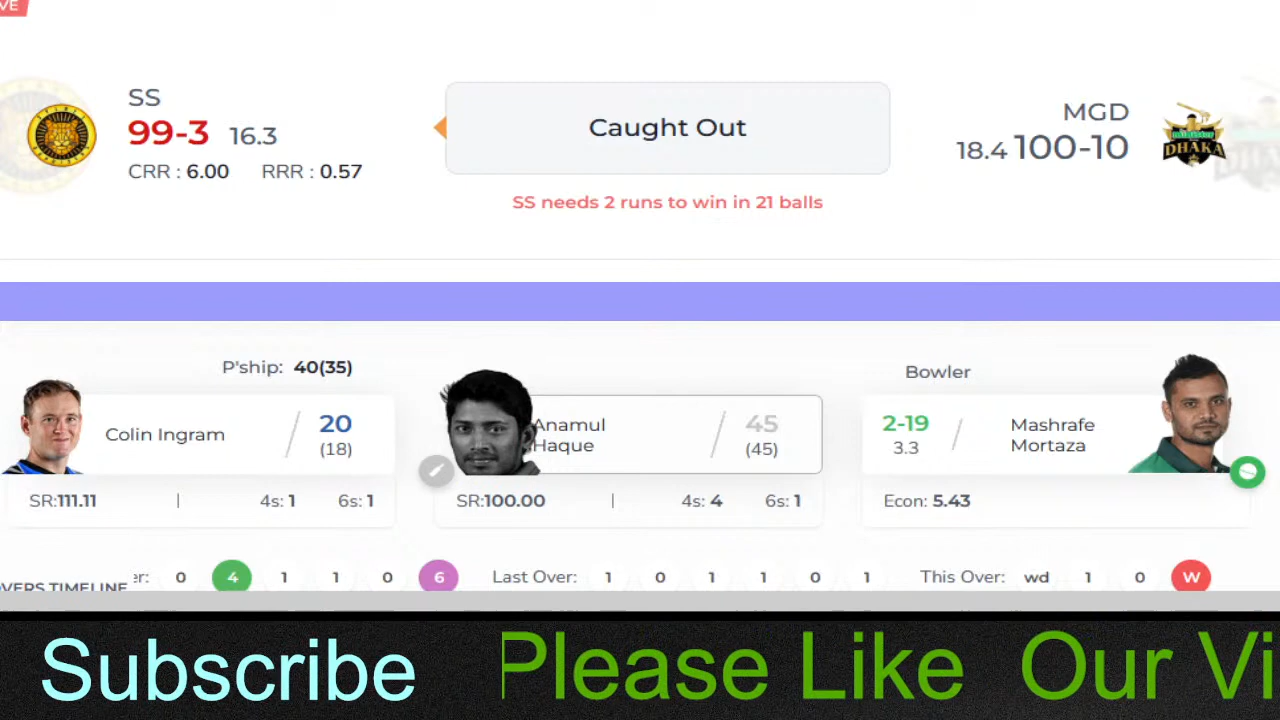 VE
SS
99-3 16.3
CRR : 6.00 RRR : 0.57
Caught Out
SS needs 2 runs to win in 21 balls
MGD
18.4 100-10
DHAKA
P'ship: 40(35)
Colin Ingram
20
(18)
SR:111.11 | 4s: 1 6s: 1
Anamul
Haque
45
(45)
SR:100.00 | 4s: 4 6s: 1
Bowler
2-19
3.3
Mashrafe
Mortaza
Econ: 5.43
OVERS TIMELINE
er: 0 4 1 1 0 6 Last Over: 1 0 1 1 0 1 This Over: wd 1 0 W
Subscribe Please Like Our Vi